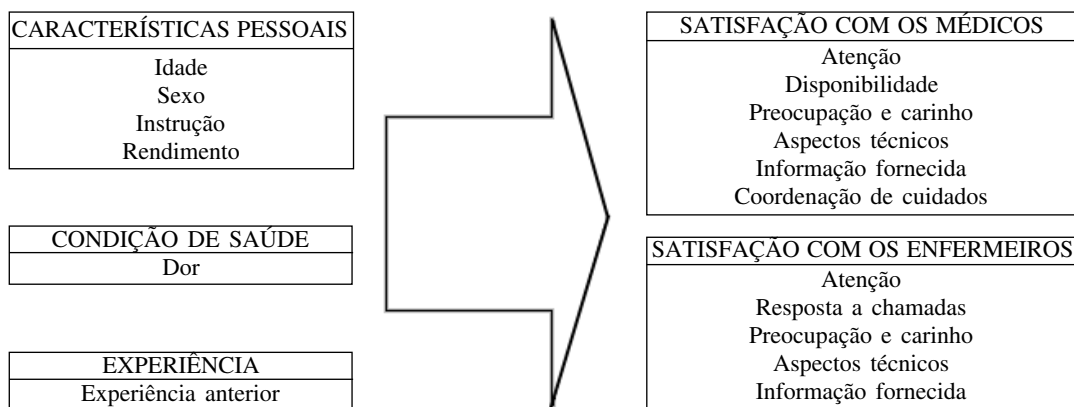 CARACTERÍSTICAS PESSOAIS
Idade
Sexo
Instrução
Rendimento
CONDIÇÃO DE SAÚDE
Dor
EXPERIÊNCIA
Experiência anterior
SATISFAÇÃO COM OS MÉDICOS
Atenção
Disponibilidade
Preocupação e carinho
Aspectos técnicos
Informação fornecida
Coordenação de cuidados
SATISFAÇÃO COM OS ENFERMEIROS
Atenção
Resposta a chamadas
Preocupação e carinho
Aspectos técnicos
Informação fornecida